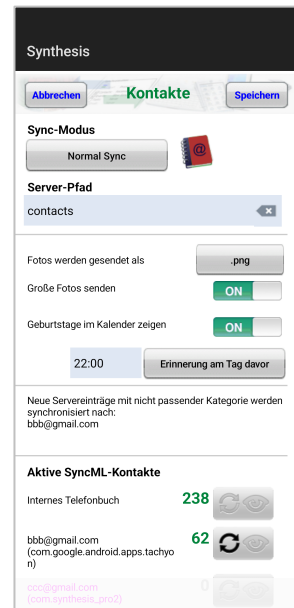 Synthesis
Abbrechen Kontakte Speichern
Sync-Modus
Normal Sync
@
Server-Pfad
contacts
Fotos werden gesendet als .png
Große Fotos senden ON
Geburtstage im Kalender zeigen ON
22:00 Erinnerung am Tag davor
Neue Servereinträge mit nicht passender Kategorie werden
synchronisiert nach:
bbb@gmail.com
Aktive SyncML-Kontakte
Internes Telefonbuch 238
bbb@gmail.com 62
(com.google.android.apps.tachyo
n)
ccc@gmail.com 0
(com.synthesis_pro2)